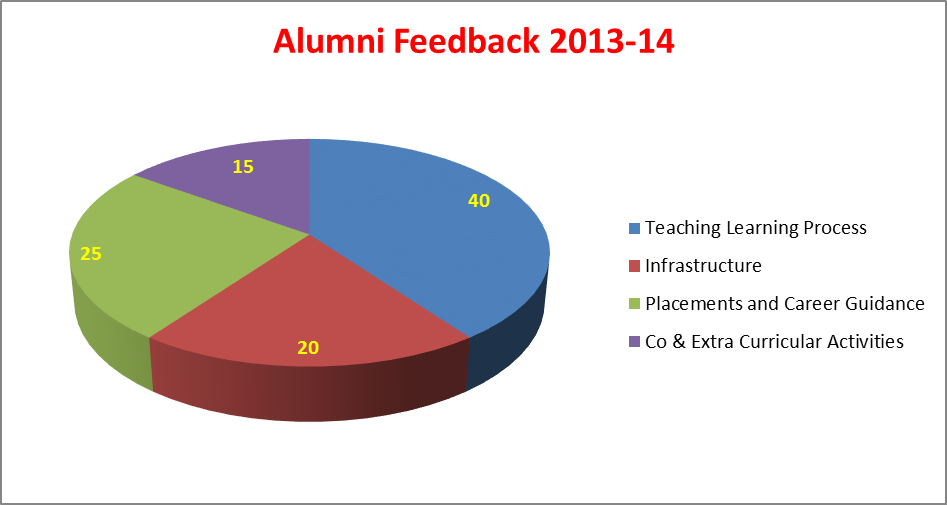 Alumni Feedback 2013-14
15
40
25
20
Teaching Learning Process
Infrastructure
Placements and Career Guidance
Co & Extra Curricular Activities